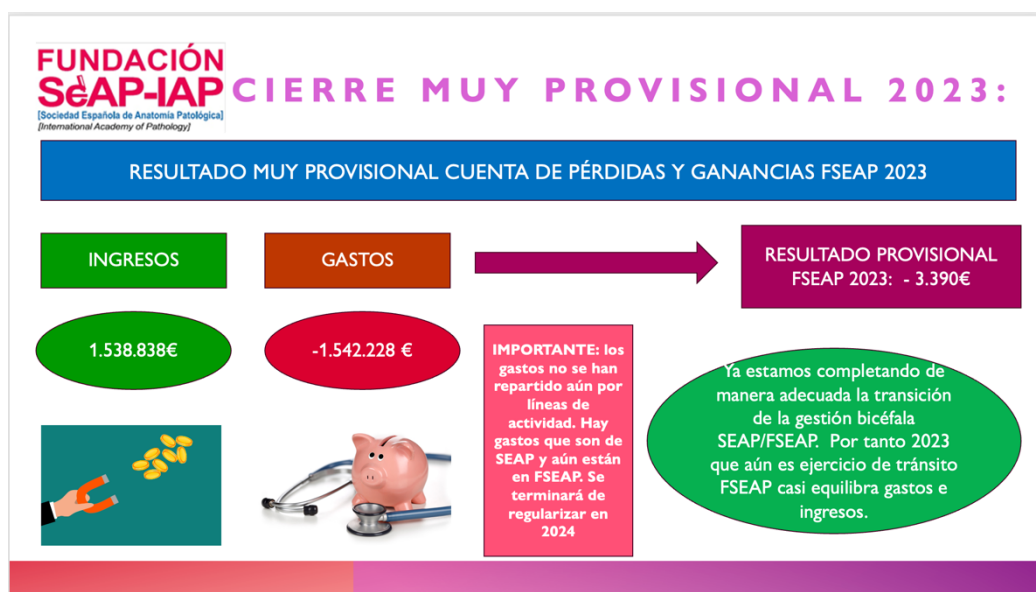 FUNDACIÓN
SeAP-IAP
[Sociedad Española de Anatomía Patológica]
[International Academy of Pathology]
CIERRE MUY PROVISIONAL 2023:
RESULTADO MUY PROVISIONAL CUENTA DE PÉRDIDAS Y GANANCIAS FSEAP 2023
INGRESOS
GASTOS
RESULTADO PROVISIONAL
FSEAP 2023: - 3.390€
1.538.838€
-1.542.228 €
IMPORTANTE: los
gastos no se han
repartido aún por
líneas de
actividad. Hay
gastos que son de
SEAP y aún están
en FSEAP. Se
terminará de
regularizar en
2024
Ya estamos completando de
manera adecuada la transición
de la gestión bicéfala
SEAP/FSEAP. Por tanto 2023
que aún es ejercicio de tránsito
FSEAP casi equilibra gastos e
ingresos.